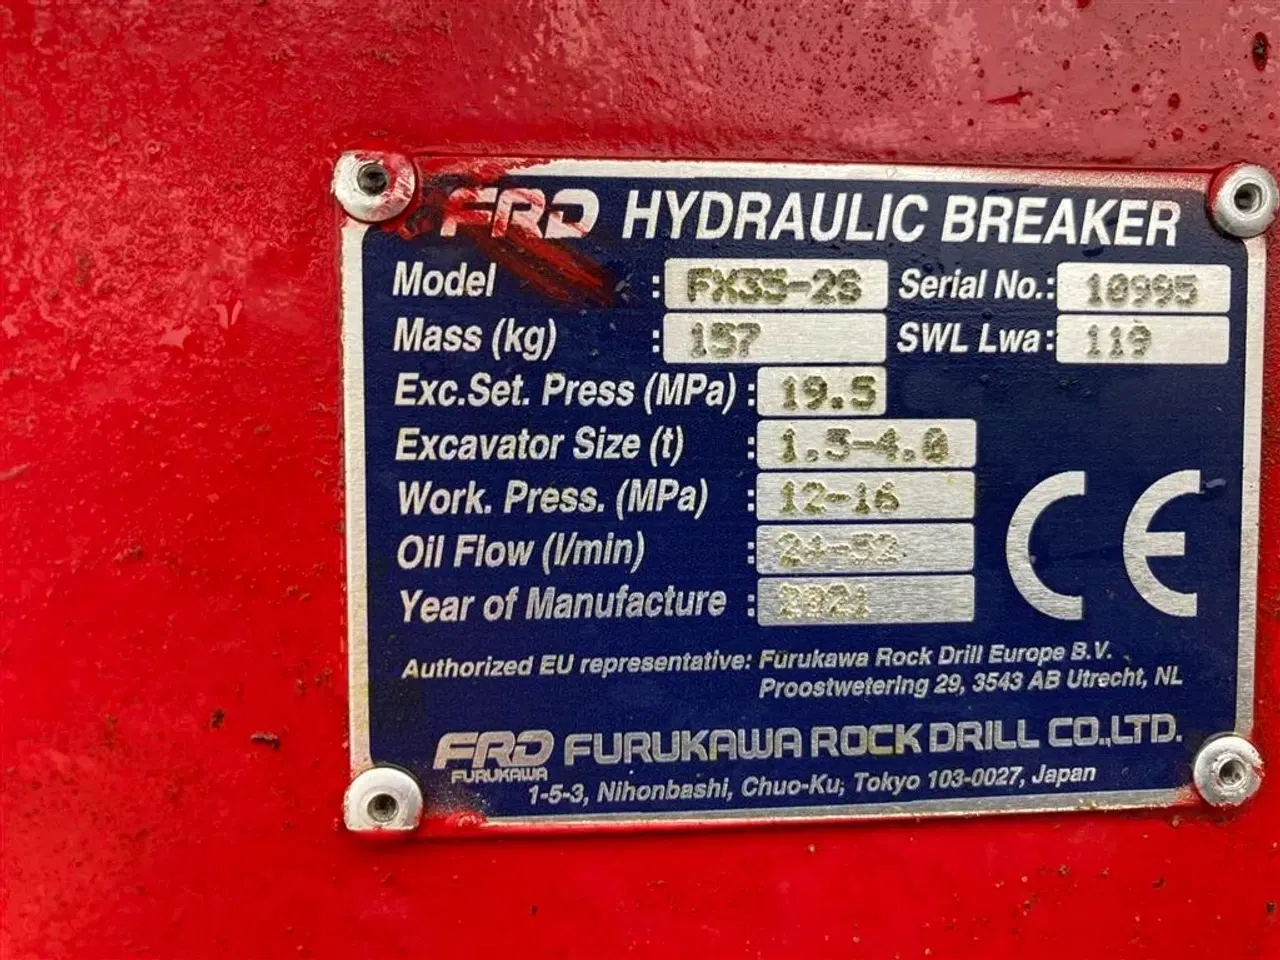 FRD HYDRAULIC BREAKER
Model : FX35-2S Serial No.: 10995
Mass (kg) : 157 SWL Lwa: 119
Exc.Set. Press (MPa) : 19.5
Excavator Size (t) : 1.5-4.0
Work. Press. (MPa) : 12-16
Oil Flow (l/min) : 24-52
Year of Manufacture : 2021
CE
Authorized EU representative: Furukawa Rock Drill Europe B.V.
Proostwetering 29, 3543 AB Utrecht, NL
FRD FURUKAWA ROCK DRILL CO.,LTD.
FURUKAWA
1-5-3, Nihonbashi, Chuo-Ku, Tokyo 103-0027, Japan